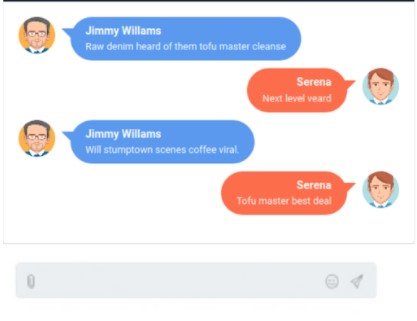 Jimmy Willams
Raw denim heard of them tofu master cleanse
Serena
Next level veard
Jimmy Willams
Will stumptown scenes coffee viral.
Serena
Tofu master best deal